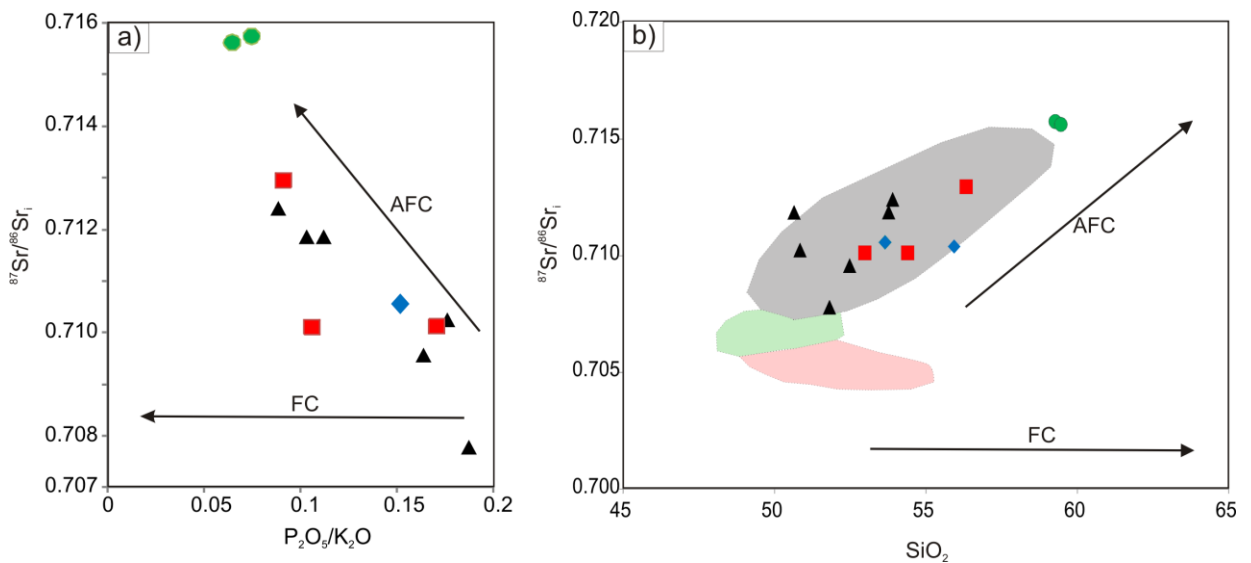 a)
0.716
0.714
0.712
0.710
0.708
0.707
⁸⁷Sr/⁸⁶Srᵢ
AFC
FC
0
0.05
0.1
0.15
0.2
P₂O₅/K₂O
b)
0.720
0.715
0.710
0.705
0.700
⁸⁷Sr/⁸⁶Srᵢ
AFC
FC
45
50
55
60
65
SiO₂